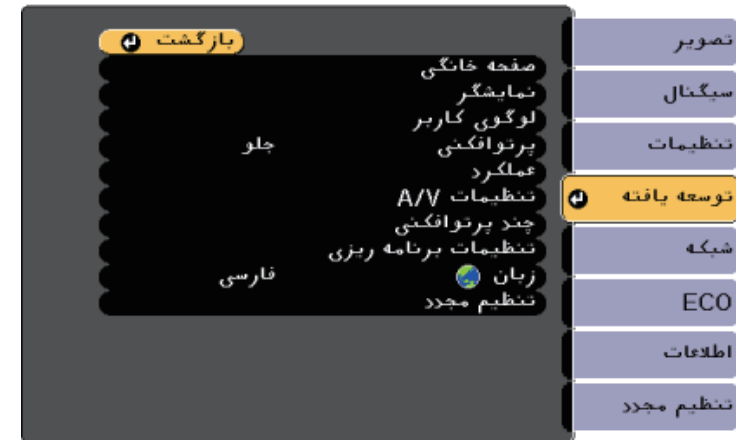 بازگشت
صفحه خانگی
نمایشگر
لوگوی کاربر
پرتوافکنی جلو
عملکرد
تنظیمات A/V
چند پرتوافکنی
تنظیمات برنامه ریزی
زبان فارسی
تنظیم مجدد
تصویر
سیگنال
تنظیمات
توسعه یافته
شبکه
ECO
اطلاعات
تنظیم مجدد